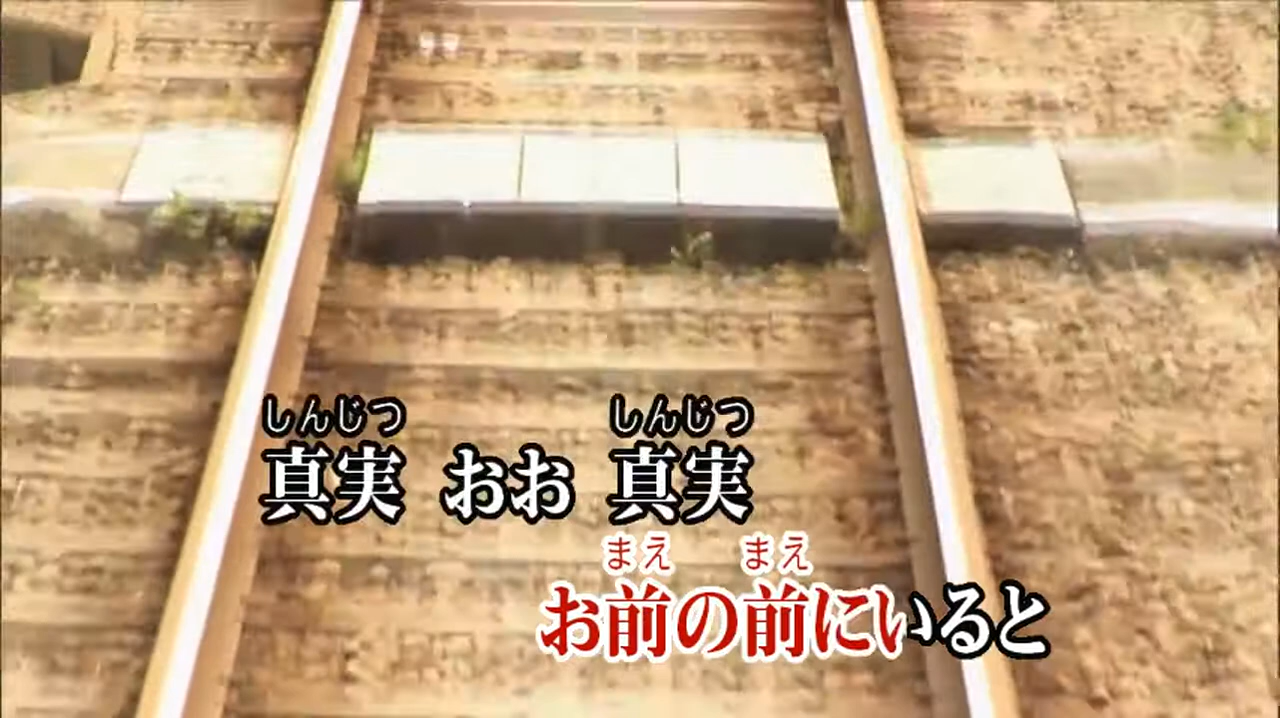 しんじつ しんじつ
真実 おお 真実
まえ まえ
お前の前にいると